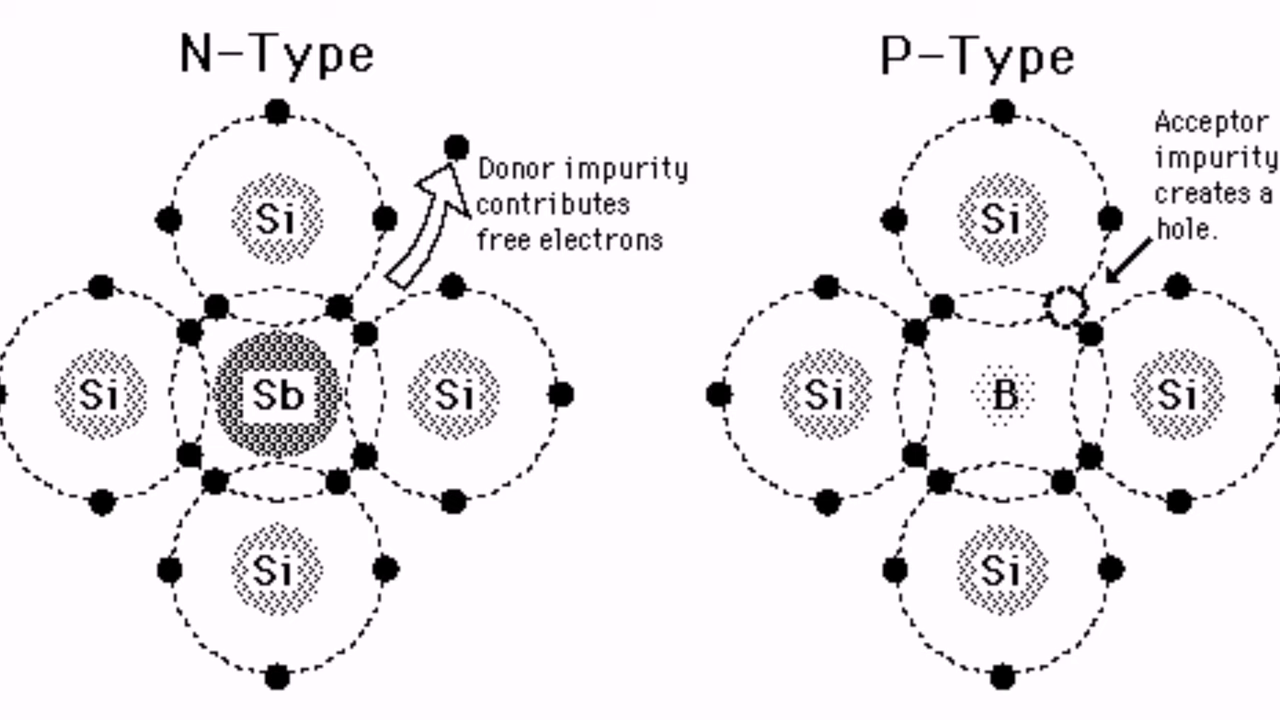 N-Type
Donor impurity
contributes
free electrons
Si
Si
Sb
Si
Si
P-Type
Acceptor
impurity
creates a
hole.
Si
Si
B
Si
Si